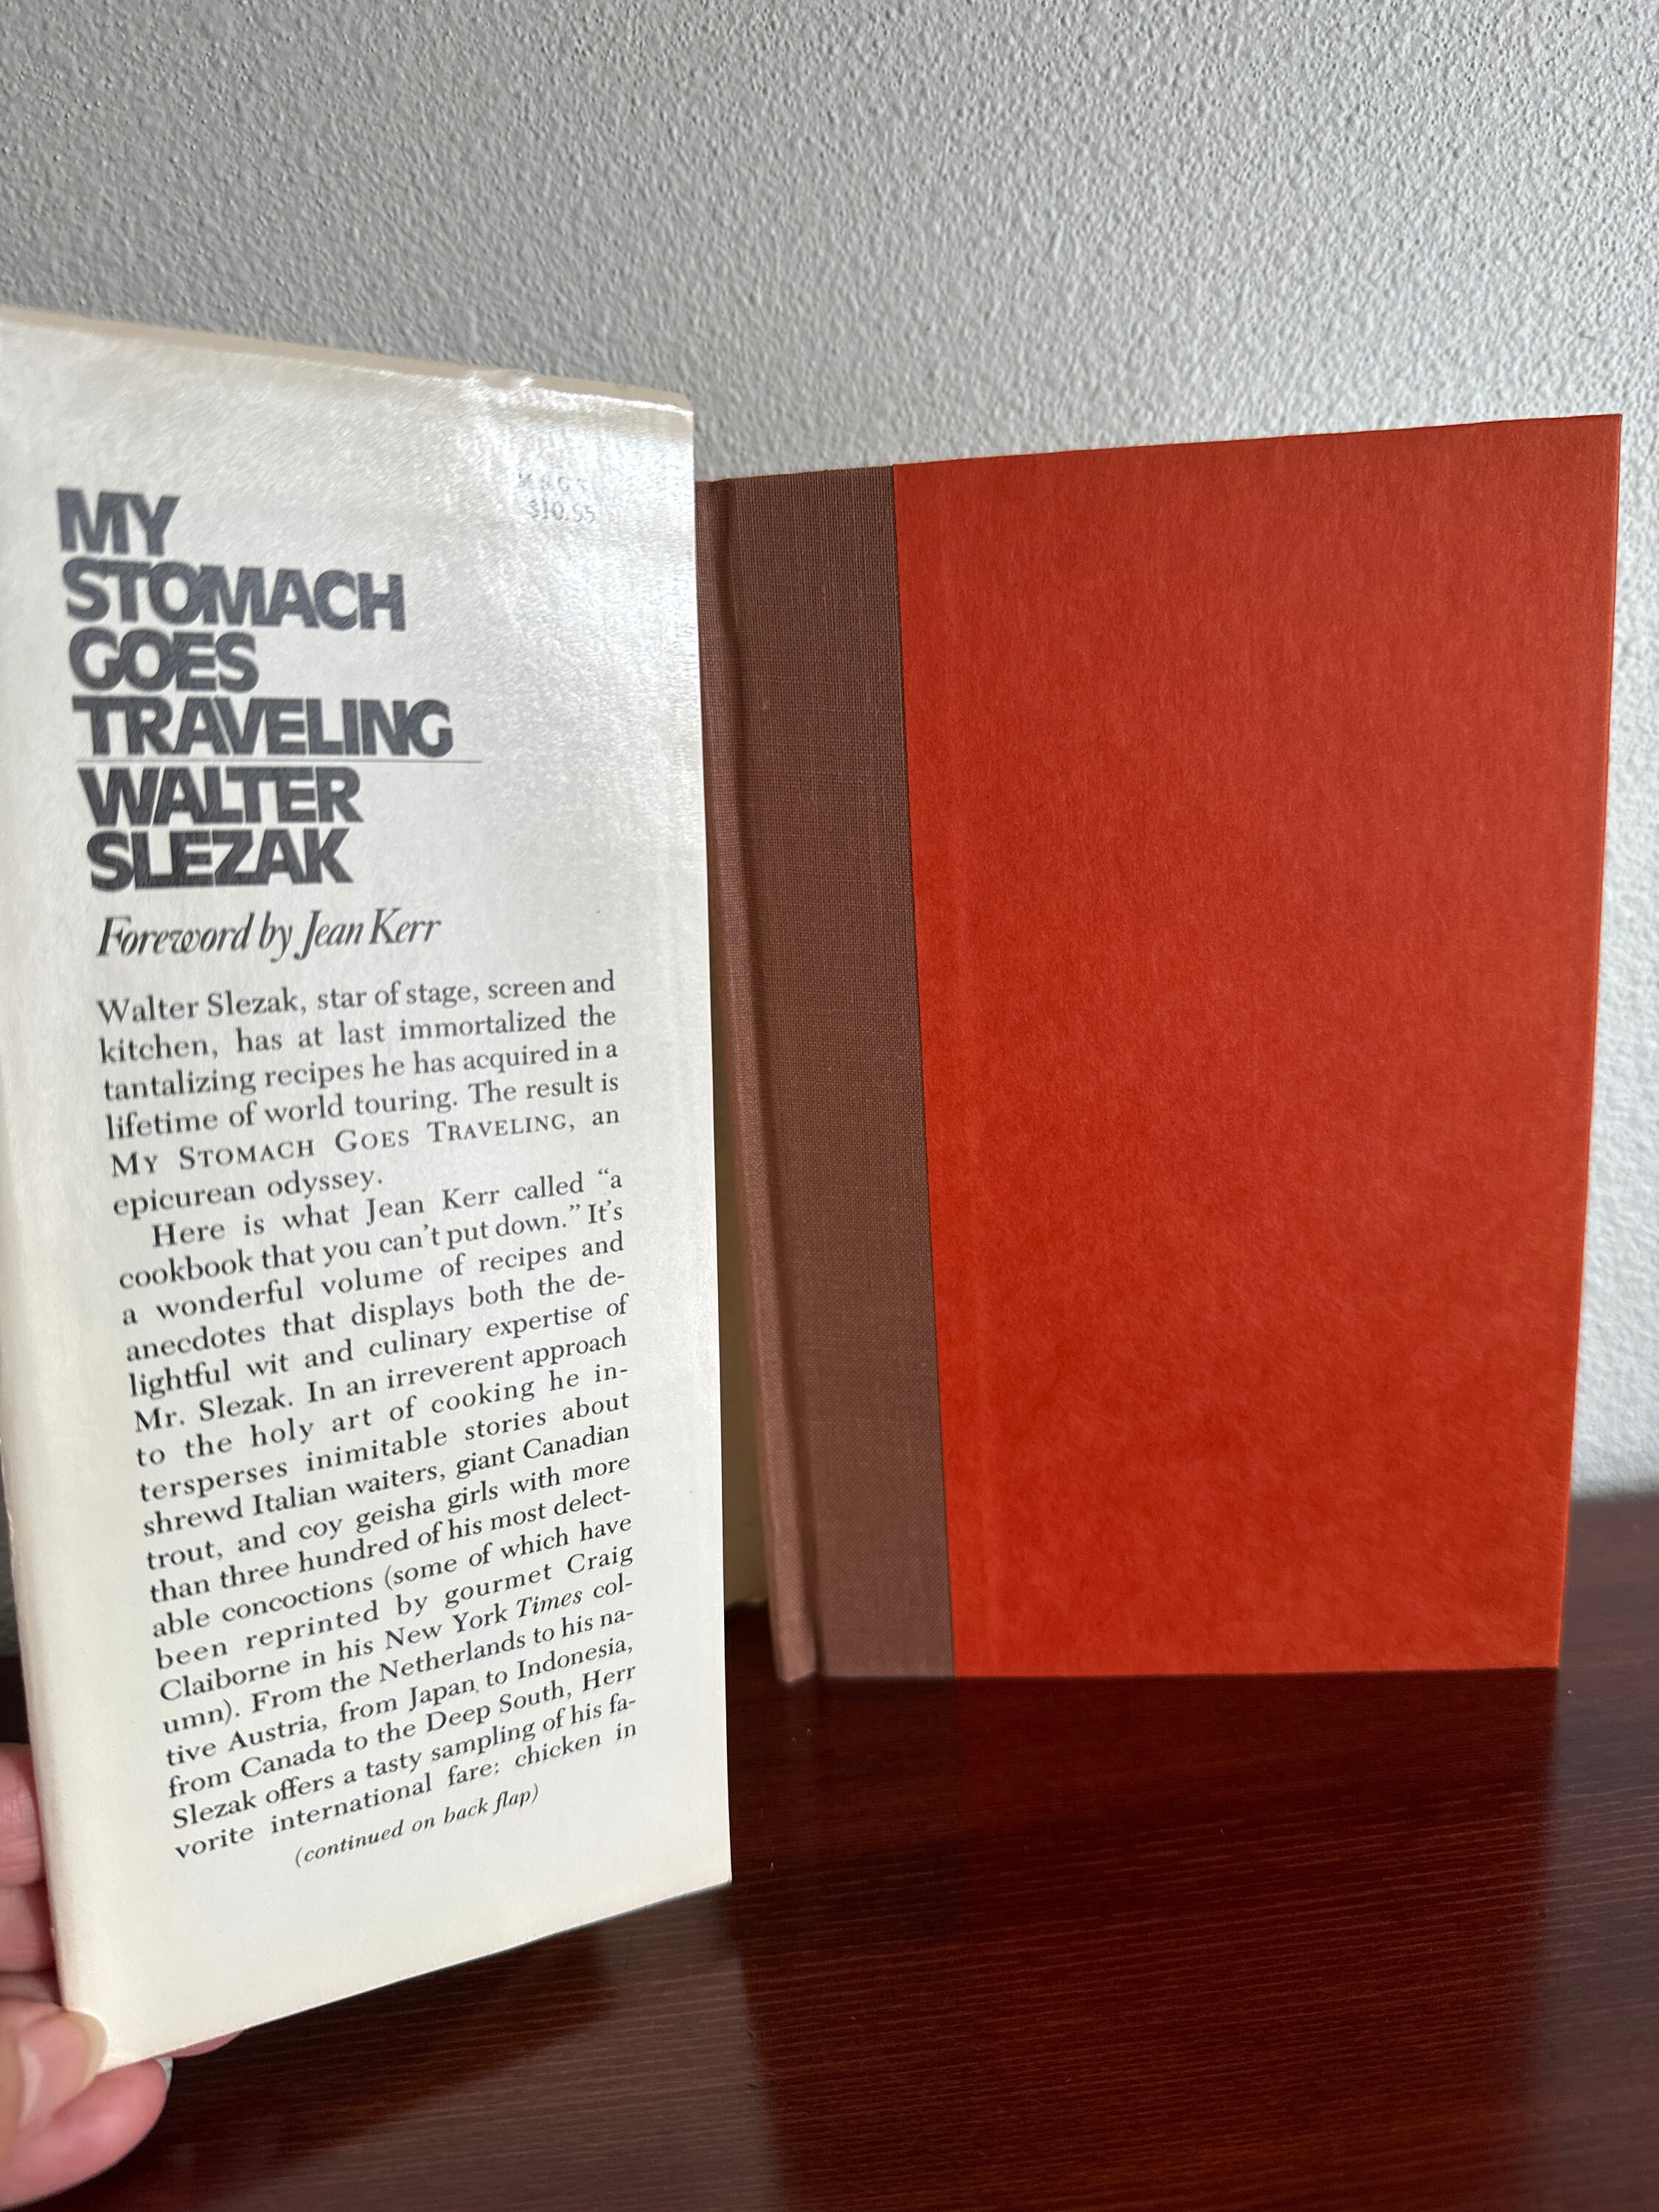 $10.95
MY
STOMACH
GOES
TRAVELING
WALTER
SLEZAK
Foreword by Jean Kerr
Walter Slezak, star of stage, screen and
kitchen, has at last immortalized the
tantalizing recipes he has acquired in a
lifetime of world touring. The result is
MY STOMACH GOES TRAVELING, an
epicurean odyssey.
Here is what Jean Kerr called “a
cookbook that you can't put down.” It's
a wonderful volume of recipes and
anecdotes that displays both the de-
lightful wit and culinary expertise of
Mr. Slezak. In an irreverent approach
to the holy art of cooking he in-
tersperses inimitable stories about
shrewd Italian waiters, giant Canadian
trout, and coy geisha girls with more
than three hundred of his most delect-
able concoctions (some of which have
been reprinted by gourmet Craig
Claiborne in his New York Times col-
umn). From the Netherlands to his na-
tive Austria, from Japan to Indonesia,
from Canada to the Deep South, Herr
Slezak offers a tasty sampling of his fa-
vorite international fare: chicken in
(continued on back flap)